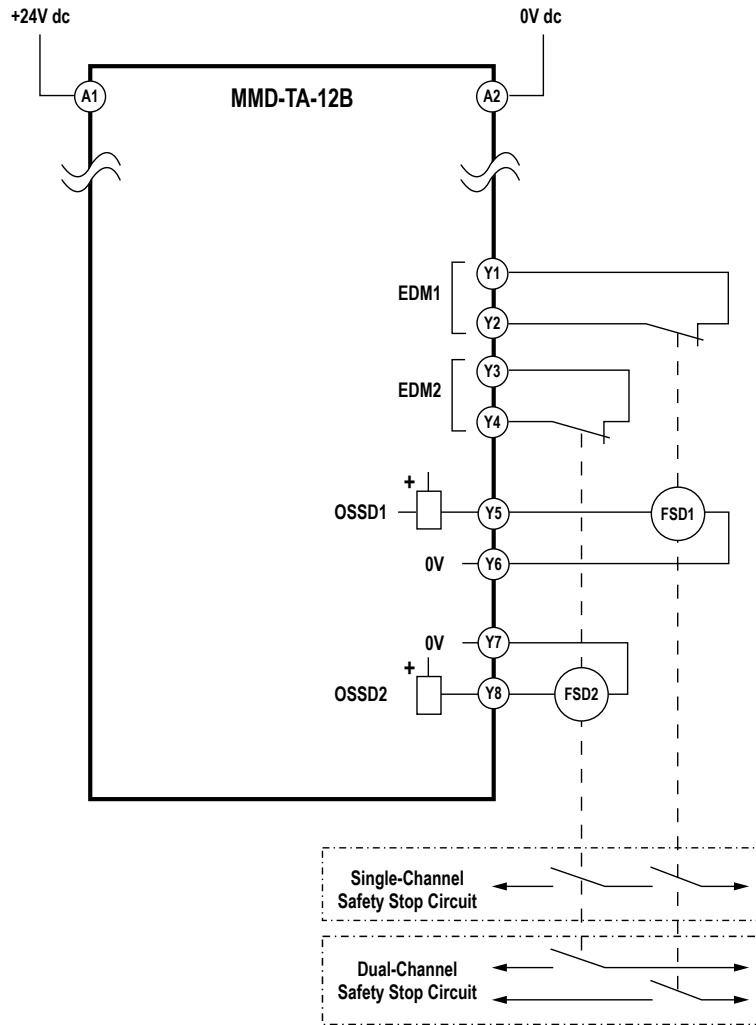 +24V dc
0V dc
A1
MMD-TA-12B
A2
Y1
EDM1
Y2
Y3
EDM2
Y4
+
OSSD1
Y5
FSD1
0V
Y6
0V
Y7
+
OSSD2
Y8
FSD2
Single-Channel
Safety Stop Circuit
Dual-Channel
Safety Stop Circuit